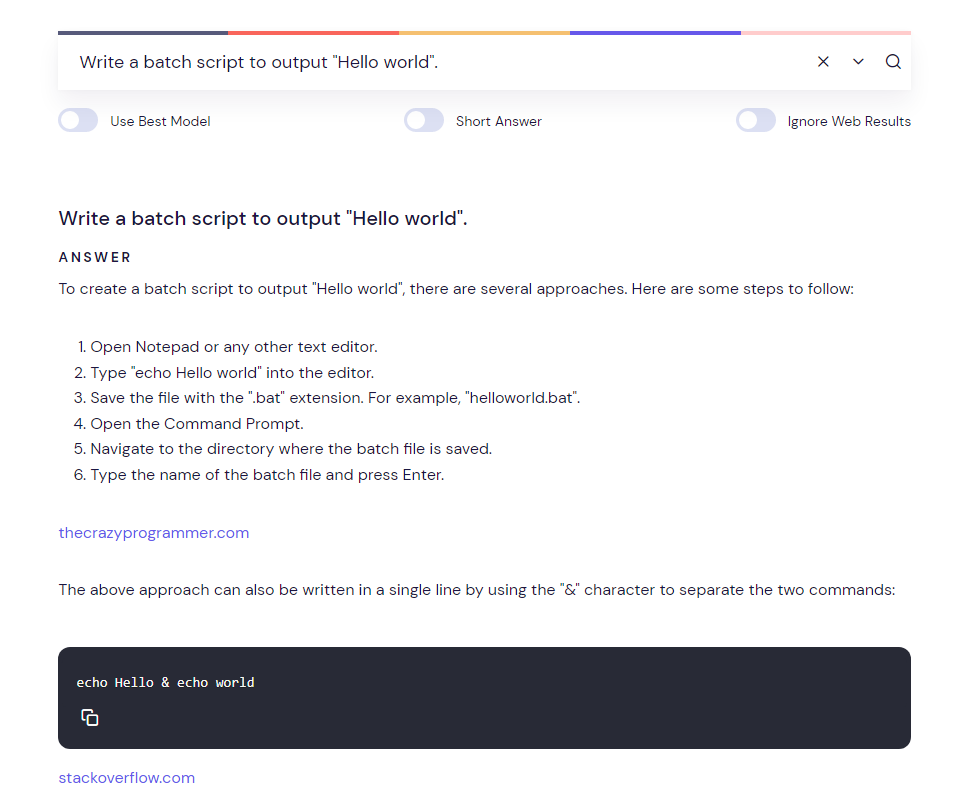 Write a batch script to output "Hello world".
Use Best Model
Short Answer
Ignore Web Results
Write a batch script to output "Hello world".
ANSWER
To create a batch script to output "Hello world", there are several approaches. Here are some steps to follow:
1. Open Notepad or any other text editor.
2. Type "echo Hello world" into the editor.
3. Save the file with the ".bat" extension. For example, "helloworld.bat".
4. Open the Command Prompt.
5. Navigate to the directory where the batch file is saved.
6. Type the name of the batch file and press Enter.
thecrazyprogrammer.com
The above approach can also be written in a single line by using the "&" character to separate the two commands:
echo Hello & echo world
stackoverflow.com